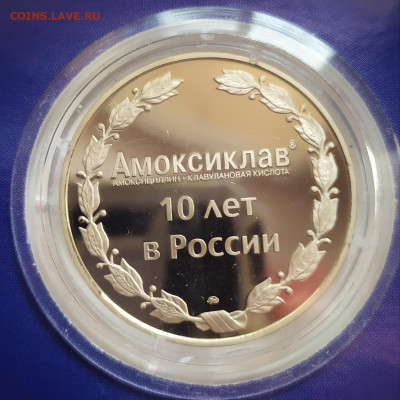 COINS.LAVE.RU
Амоксиклав®
АМОКСИЦИЛЛИН + КЛАВУЛАНОВАЯ КИСЛОТА
10 лет
в России